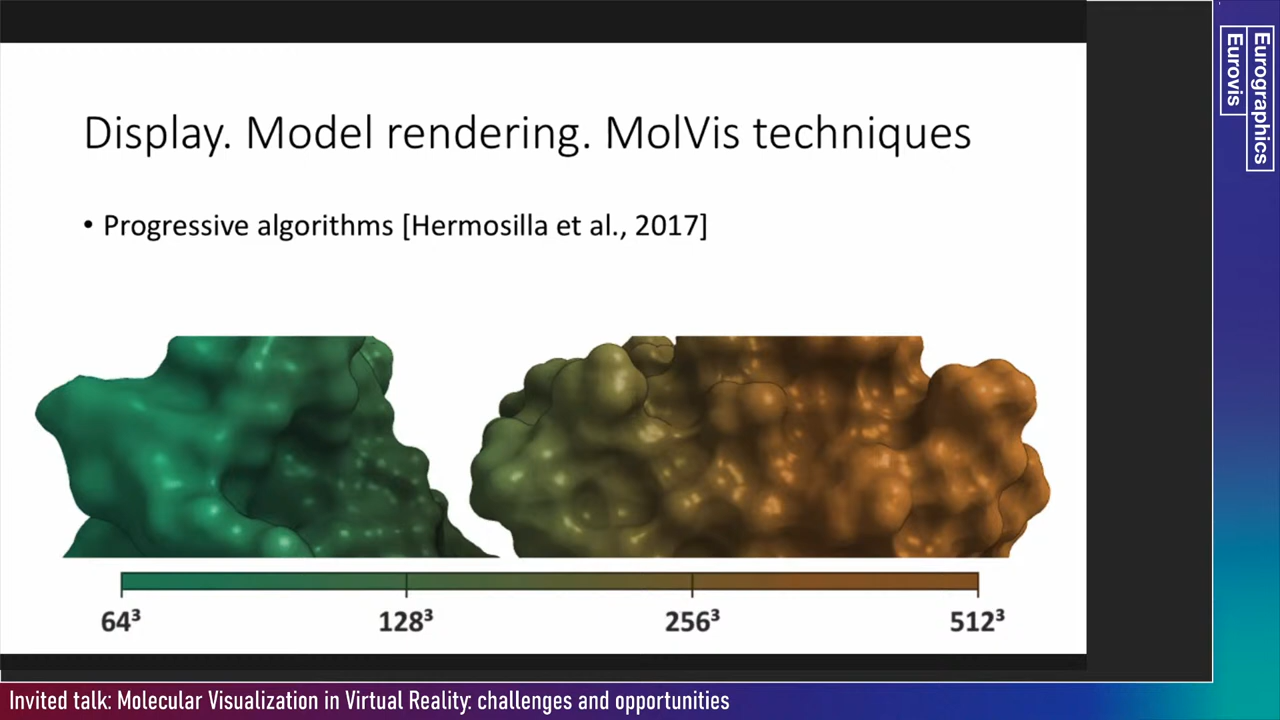 Display. Model rendering. MolVis techniques
• Progressive algorithms [Hermosilla et al., 2017]
64³
128³
256³
512³
Eurographics
Eurovis
Invited talk: Molecular Visualization in Virtual Reality: challenges and opportunities